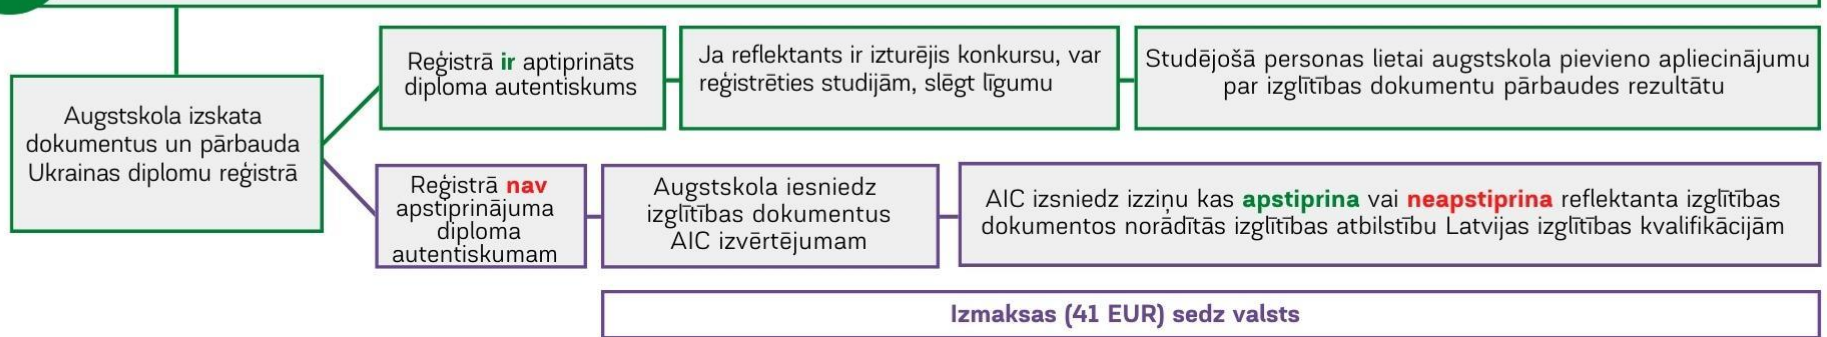 Augstskola izskata
dokumentus un pārbauda
Ukrainas diplomu reģistrā
Reģistrā ir aptiprināts
diploma autentiskums
Ja reflektants ir izturējis konkursu, var
reģistrēties studijām, slēgt līgumu
Studējošā personas lietai augstskola pievieno apliecinājumu
par izglītības dokumentu pārbaudes rezultātu
Reģistrā nav
apstiprinājuma
diploma
autentiskumam
Augstskola iesniedz
izglītības dokumentus
AIC izvērtējumam
AIC izsniedz izziņu kas apstiprina vai neapstiprina reflektanta izglītības
dokumentos norādītās izglītības atbilstību Latvijas izglītības kvalifikācijām
Izmaksas (41 EUR) sedz valsts